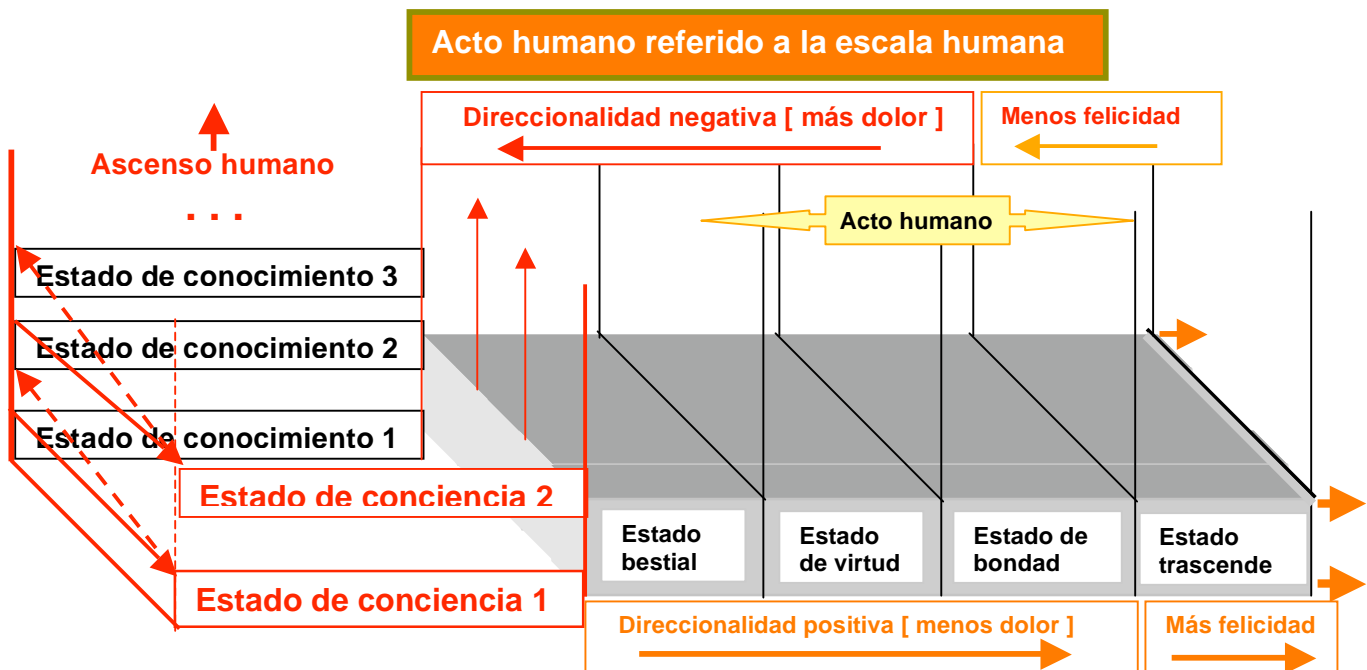 Acto humano referido a la escala humana
Direccionalidad negativa [ más dolor ]
Menos felicidad
Ascenso humano
. . .
Acto humano
Estado de conocimiento 3
Estado de conocimiento 2
Estado de conocimiento 1
Estado de conciencia 2
Estado de conciencia 1
Estado
bestial
Estado
de virtud
Estado de
bondad
Estado
trasciende
Direccionalidad positiva [ menos dolor ]
Más felicidad